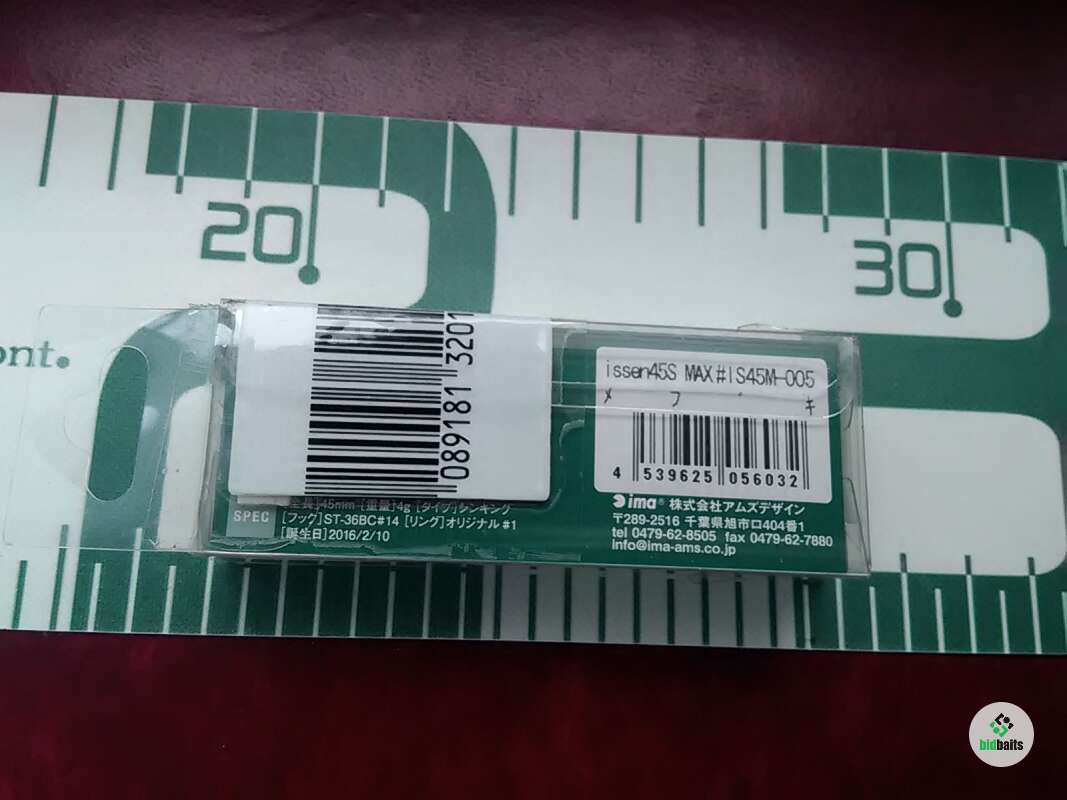 20
30
ont.
089181 3201
issen45S MAX#IS45M-005
メ バ キ
4 539625 056032
ima® 株式会社アムズデザイン
〒289-2516 千葉県旭市ロ404番1
tel 0479-62-8505 fax 0479-62-7880
info@ima-ams.co.jp
SPEC
[全長]45mm [重量]4g [タイプ]シンキング
[フック]ST-36BC#14 [リング]オリジナル #1
[誕生日]2016/2/10
bidbaits